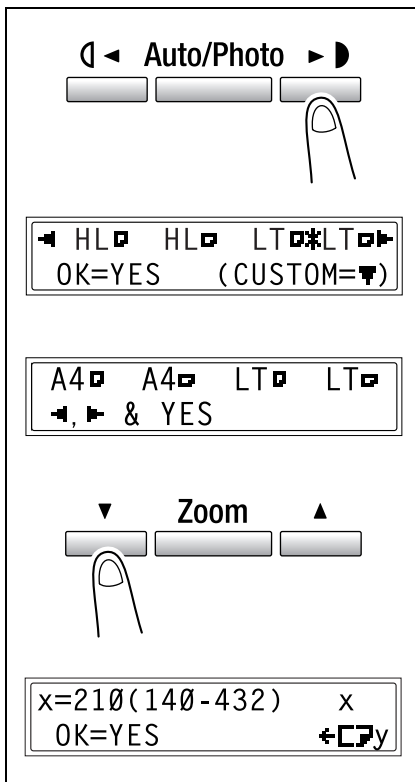 ◄ Auto/Photo ►
◄ HL HL LT*LT►
OK=YES (CUSTOM=▼)
A4 A4 LT LT
◄,► & YES
▼ Zoom ▲
x=210(140-432) x
OK=YES ←y